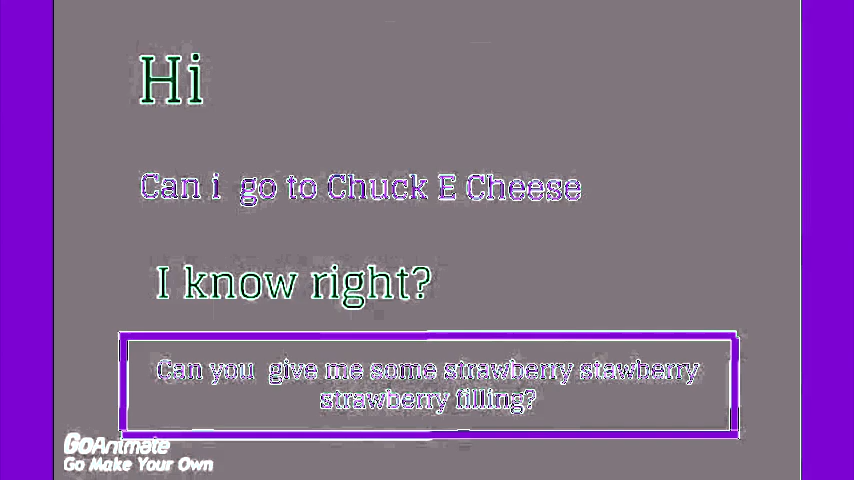 Hi
Can i go to Chuck E Cheese
I know right?
Can you give me some strawberry stawberry
strawberry filling?
GoAnimate
Go Make Your Own